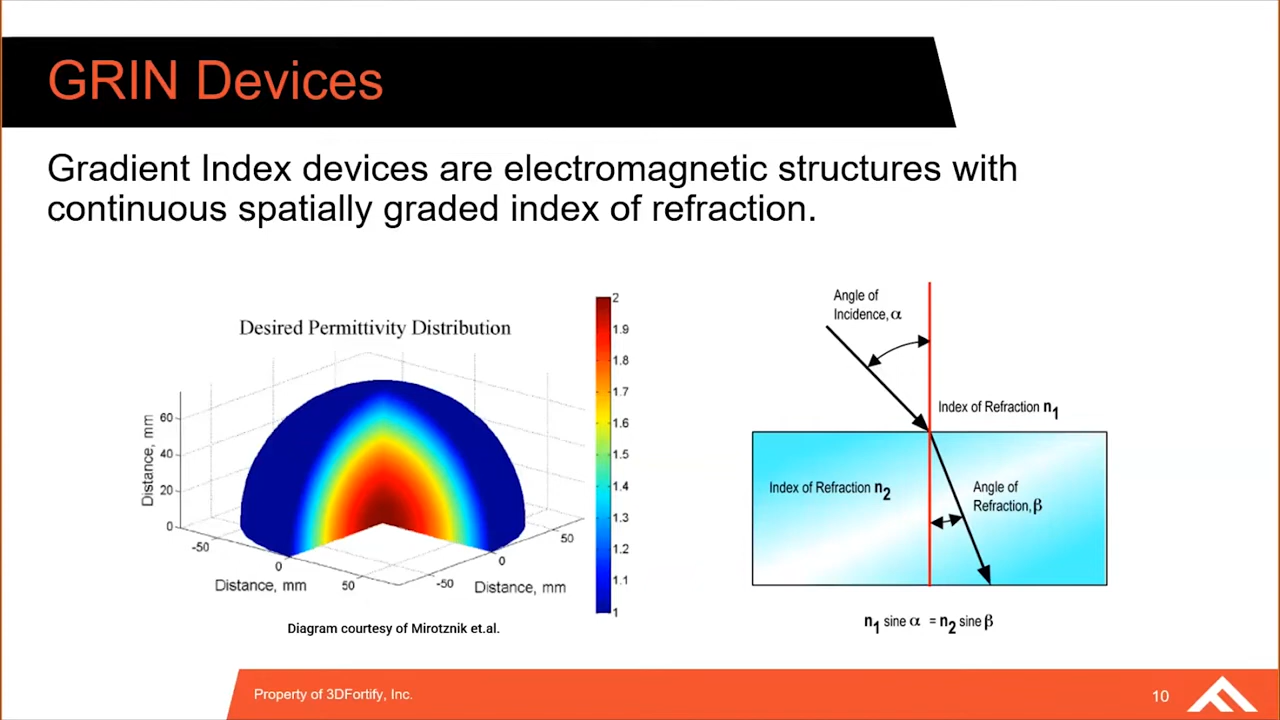 GRIN Devices
Gradient Index devices are electromagnetic structures with
continuous spatially graded index of refraction.
Desired Permittivity Distribution
Distance, mm
60
40
20
0
-50
0
50
Distance, mm
-50
0
50
Distance, mm
2
1.9
1.8
1.7
1.6
1.5
1.4
1.3
1.2
1.1
1
Diagram courtesy of Mirotznik et.al.
Angle of
Incidence, α
Index of Refraction n1
Index of Refraction n2
Angle of
Refraction, β
n1 sine α = n2 sine β
Property of 3DFortify, Inc.
10